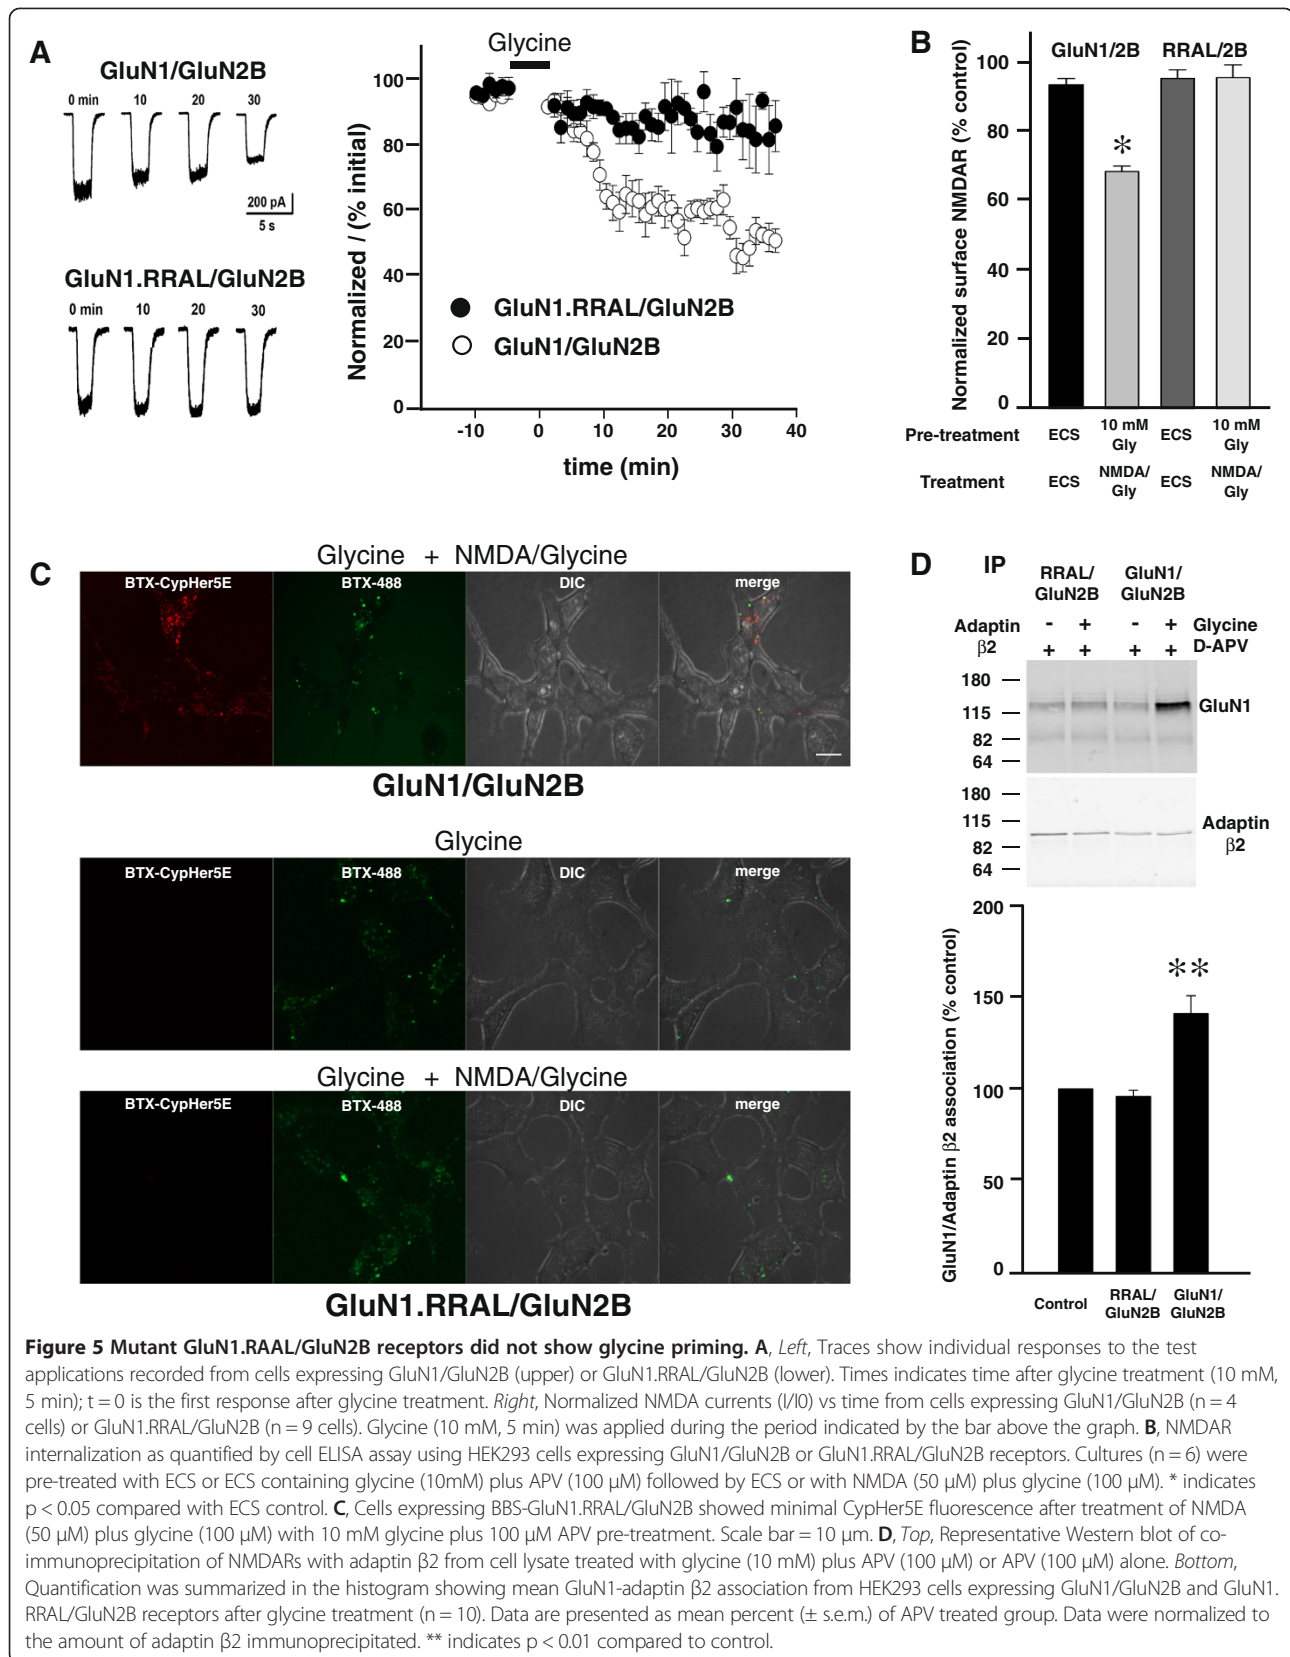 A
GluN1/GluN2B
0 min 10 20 30
200 pA
5 s
GluN1.RRAL/GluN2B
0 min 10 20 30
Glycine
Normalized I (% initial)
100
80
60
40
20
0
GluN1.RRAL/GluN2B
GluN1/GluN2B
-10 0 10 20 30 40
time (min)
B
GluN1/2B RRAL/2B
Normalized surface NMDAR (% control)
100
80
60
40
20
0
*
Pre-treatment ECS 10 mM Gly ECS 10 mM Gly
Treatment ECS NMDA/Gly ECS NMDA/Gly
C
Glycine + NMDA/Glycine
BTX-CypHer5E BTX-488 DIC merge
GluN1/GluN2B
Glycine
BTX-CypHer5E BTX-488 DIC merge
Glycine + NMDA/Glycine
BTX-CypHer5E BTX-488 DIC merge
GluN1.RRAL/GluN2B
D
IP
RRAL/GluN2B GluN1/GluN2B
Adaptin β2
- + - + Glycine
+ + + + D-APV
180
115
82
64
GluN1
180
115
82
64
Adaptin β2
GluN1/Adaptin β2 association (% control)
200
150
100
50
0
**
Control RRAL/GluN2B GluN1/GluN2B
Figure 5 Mutant GluN1.RAAL/GluN2B receptors did not show glycine priming. A, Left, Traces show individual responses to the test
applications recorded from cells expressing GluN1/GluN2B (upper) or GluN1.RRAL/GluN2B (lower). Times indicates time after glycine treatment (10 mM,
5 min); t = 0 is the first response after glycine treatment. Right, Normalized NMDA currents (I/I0) vs time from cells expressing GluN1/GluN2B (n = 4
cells) or GluN1.RRAL/GluN2B (n = 9 cells). Glycine (10 mM, 5 min) was applied during the period indicated by the bar above the graph. B, NMDAR
internalization as quantified by cell ELISA assay using HEK293 cells expressing GluN1/GluN2B or GluN1.RRAL/GluN2B receptors. Cultures (n = 6) were
pre-treated with ECS or ECS containing glycine (10mM) plus APV (100 μM) followed by ECS or with NMDA (50 μM) plus glycine (100 μM). * indicates
p < 0.05 compared with ECS control. C, Cells expressing BBS-GluN1.RRAL/GluN2B showed minimal CypHer5E fluorescence after treatment of NMDA
(50 μM) plus glycine (100 μM) with 10 mM glycine plus 100 μM APV pre-treatment. Scale bar = 10 μm. D, Top, Representative Western blot of co-
immunoprecipitation of NMDARs with adaptin β2 from cell lysate treated with glycine (10 mM) plus APV (100 μM) or APV (100 μM) alone. Bottom,
Quantification was summarized in the histogram showing mean GluN1-adaptin β2 association from HEK293 cells expressing GluN1/GluN2B and GluN1.
RRAL/GluN2B receptors after glycine treatment (n = 10). Data are presented as mean percent (± s.e.m.) of APV treated group. Data were normalized to
the amount of adaptin β2 immunoprecipitated. ** indicates p < 0.01 compared to control.